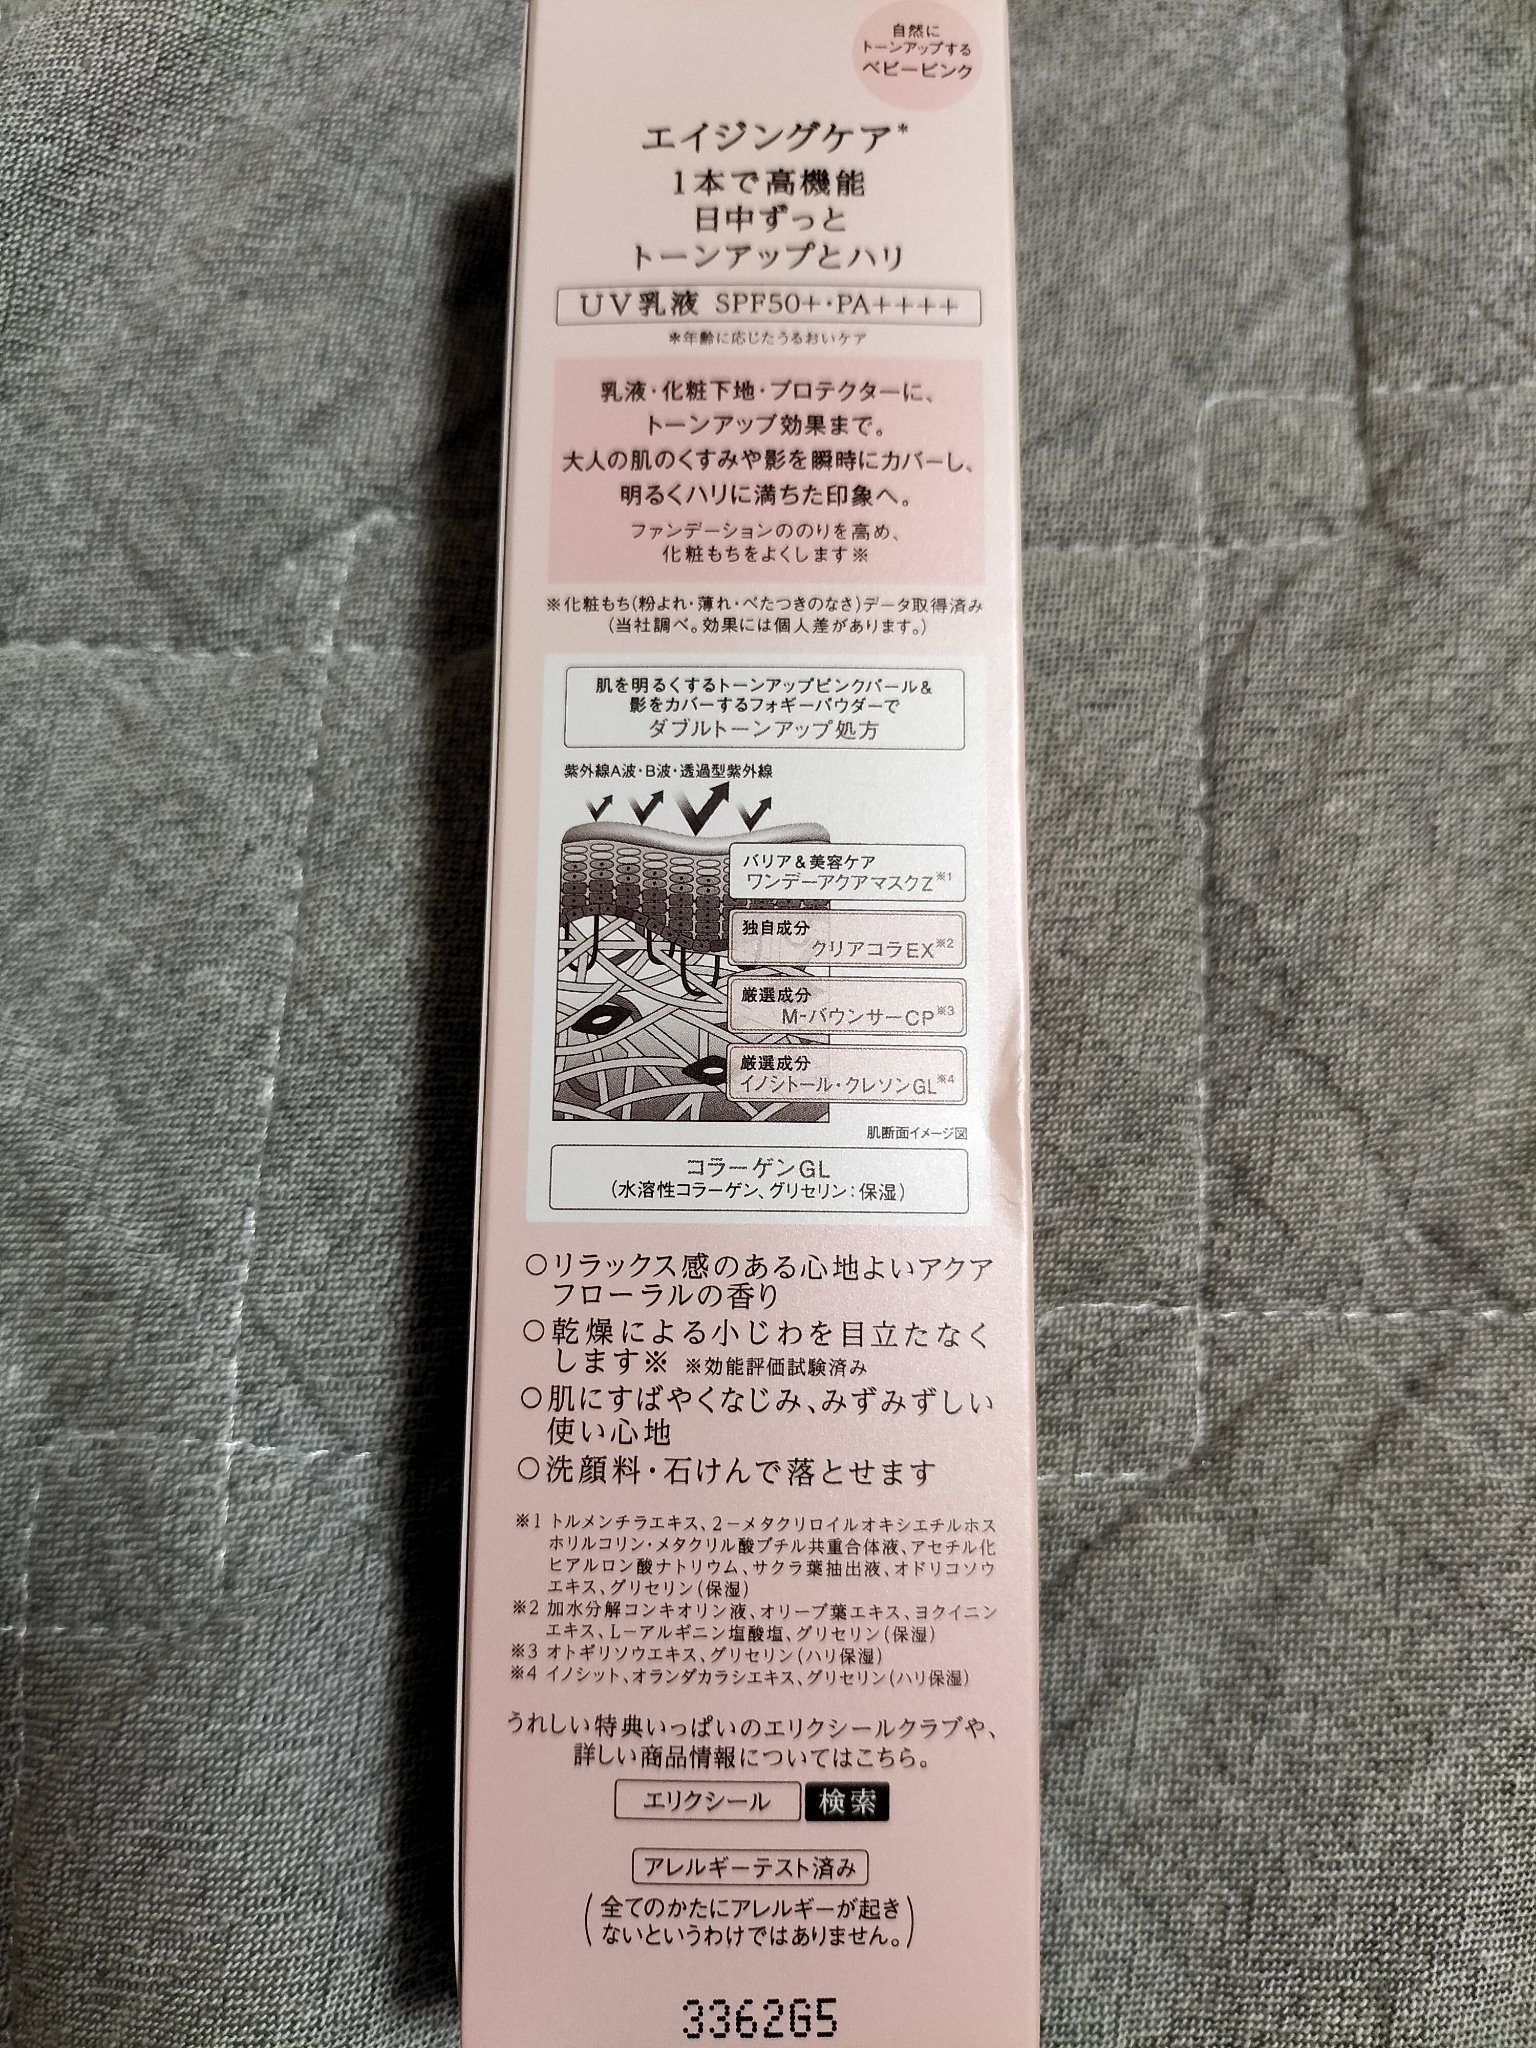 自然に
トーンアップする
ベビーピンク
エイジングケア*
1本で高機能
日中ずっと
トーンアップとハリ
UV乳液 SPF50+・PA++++
*年齢に応じたうるおいケア
乳液・化粧下地・プロテクターに、
トーンアップ効果まで。
大人の肌のくすみや影を瞬時にカバーし、
明るくハリに満ちた印象へ。
ファンデーションののりを高め、
化粧もちをよくします※
※化粧もち(粉よれ・薄れ・べたつきのなさ)データ取得済み
(当社調べ。効果には個人差があります。)
肌を明るくするトーンアップピンクパール&
影をカバーするフォギーパウダーで
ダブルトーンアップ処方
紫外線A波・B波・透過型紫外線
バリア&美容ケア
ワンデーアクアマスクZ※1
独自成分
クリアコラEX※2
厳選成分
M-バウンサーCP※3
厳選成分
イノシトール・クレソンGL※4
肌断面イメージ図
コラーゲンGL
(水溶性コラーゲン、グリセリン:保湿)
○リラックス感のある心地よいアクア
フローラルの香り
○乾燥による小じわを目立たなく
します※ ※効能評価試験済み
○肌にすばやくなじみ、みずみずしい
使い心地
○洗顔料・石けんで落とせます
※1 トルメンチラエキス、2-メタクリロイルオキシエチルホス
ホリルコリン・メタクリル酸ブチル共重合体液、アセチル化
ヒアルロン酸ナトリウム、サクラ葉抽出液、オドリコソウ
エキス、グリセリン(保湿)
※2 加水分解コンキオリン液、オリーブ葉エキス、ヨクイニン
エキス、L-アルギニン塩酸塩、グリセリン(保湿)
※3 オトギリソウエキス、グリセリン(ハリ保湿)
※4 イノシット、オランダカラシエキス、グリセリン(ハリ保湿)
うれしい特典いっぱいのエリクシールクラブや、
詳しい商品情報についてはこちら。
エリクシール 検索
アレルギーテスト済み
(全てのかたにアレルギーが起き
ないというわけではありません。)
3362G5